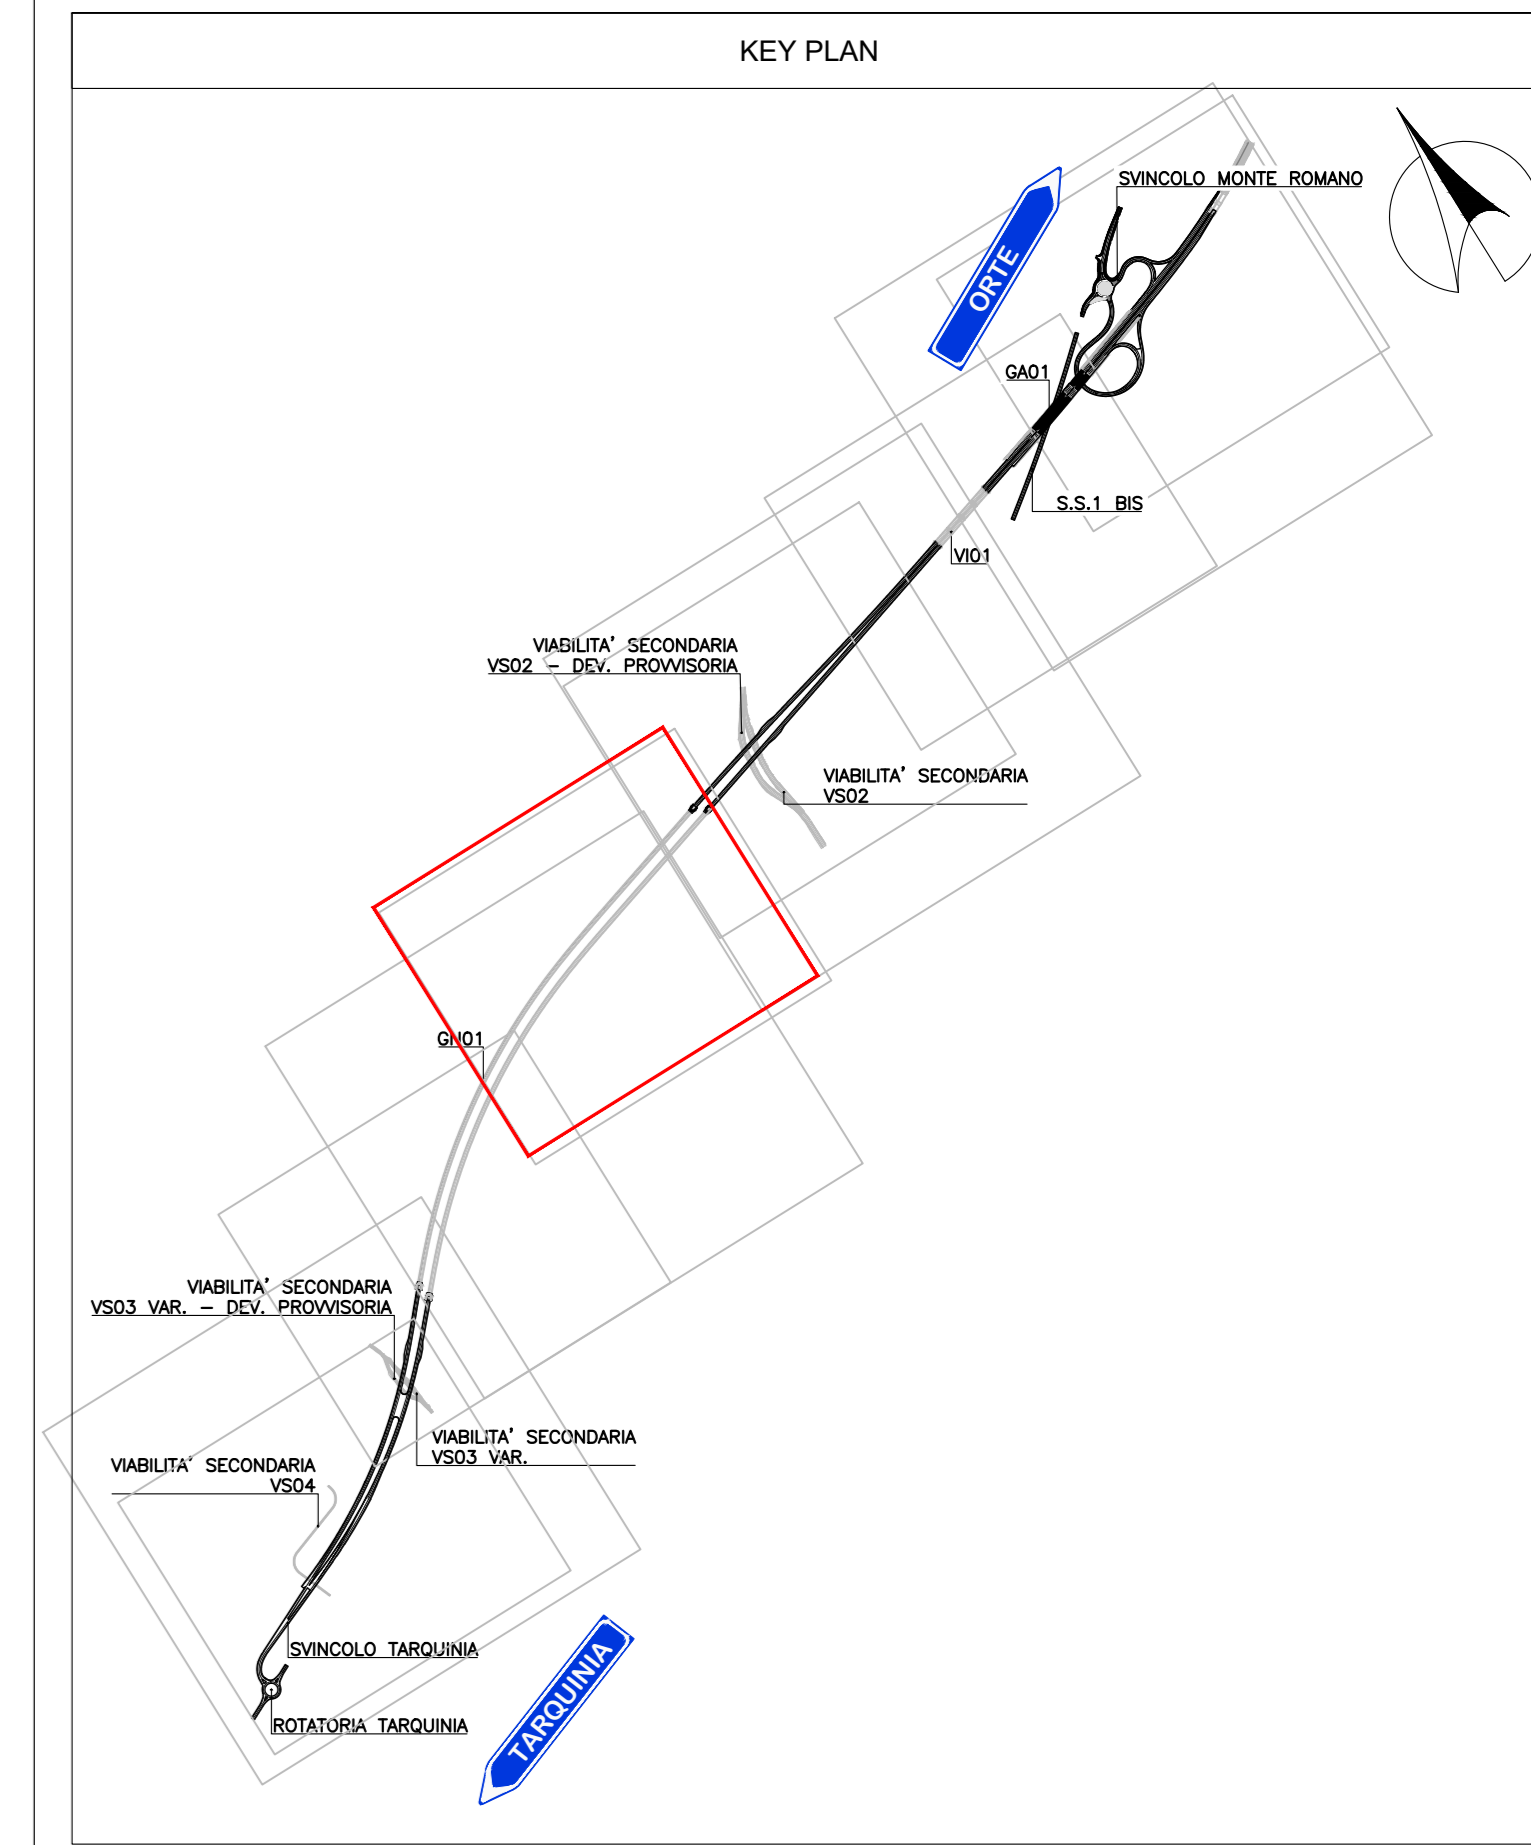 KEY PLAN
SVINCOLO MONTE ROMANO
ORTE
GA01
S.S.1 BIS
VI01
VIABILITA' SECONDARIA
VS02 - DEV. PROVVISORIA
VIABILITA' SECONDARIA
VS02
GN01
VIABILITA' SECONDARIA
VS03 VAR. - DEV. PROVVISORIA
VIABILITA' SECONDARIA
VS03 VAR.
VIABILITA' SECONDARIA
VS04
SVINCOLO TARQUINIA
TARQUINIA
ROTATORIA TARQUINIA